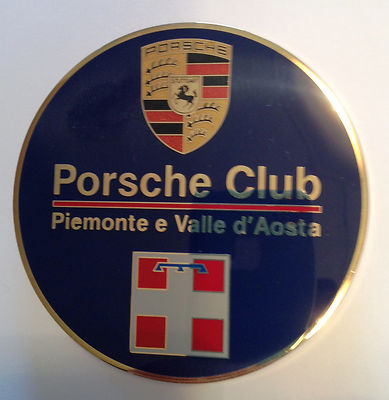 PORSCHE
Porsche Club
Piemonte e Valle d'Aosta